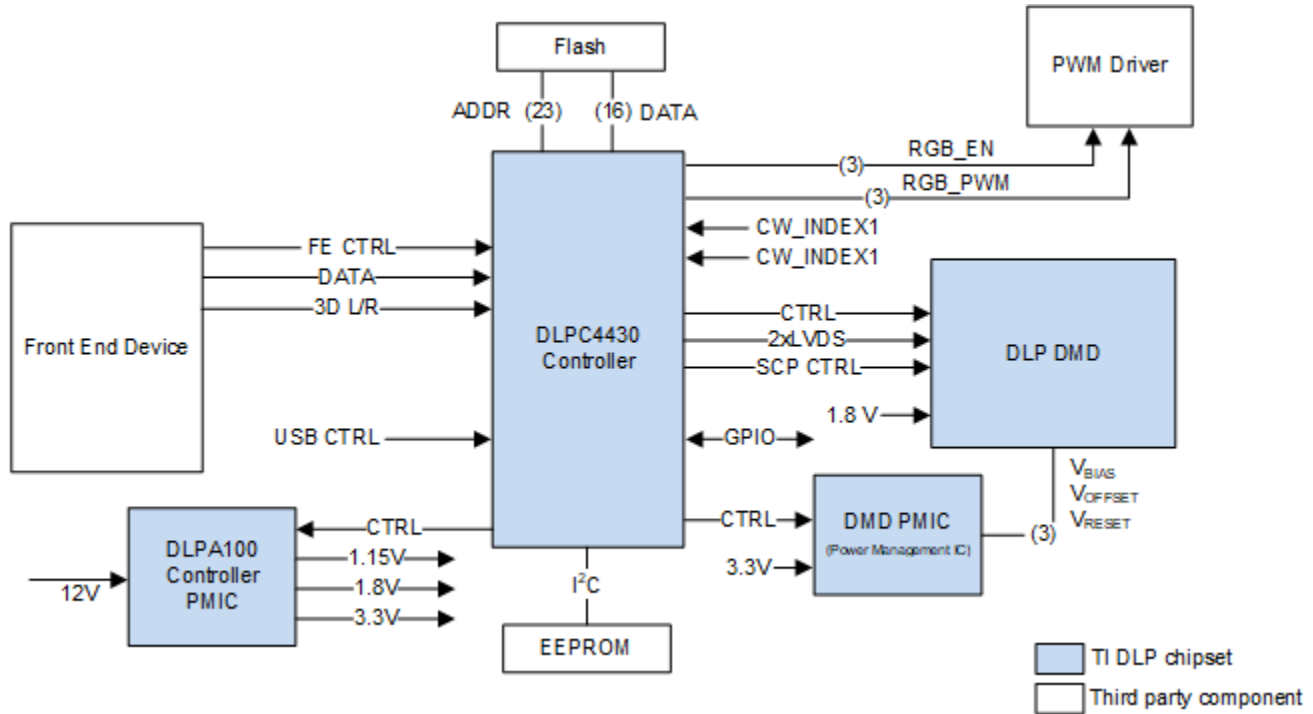 Flash
PWM Driver
ADDR (23)
(16) DATA
RGB_EN
(3)
RGB_PWM
(3)
CW_INDEX1
CW_INDEX1
FE CTRL
DATA
3D L/R
Front End Device
DLPC4430
Controller
CTRL
2xLVDS
SCP CTRL
DLP DMD
1.8 V
USB CTRL
GPIO
V_BIAS
V_OFFSET
V_RESET
(3)
CTRL
DMD PMIC
(Power Management IC)
3.3V
CTRL
DLPA100
Controller
PMIC
12V
1.15V
1.8V
3.3V
I²C
EEPROM
TI DLP chipset
Third party component